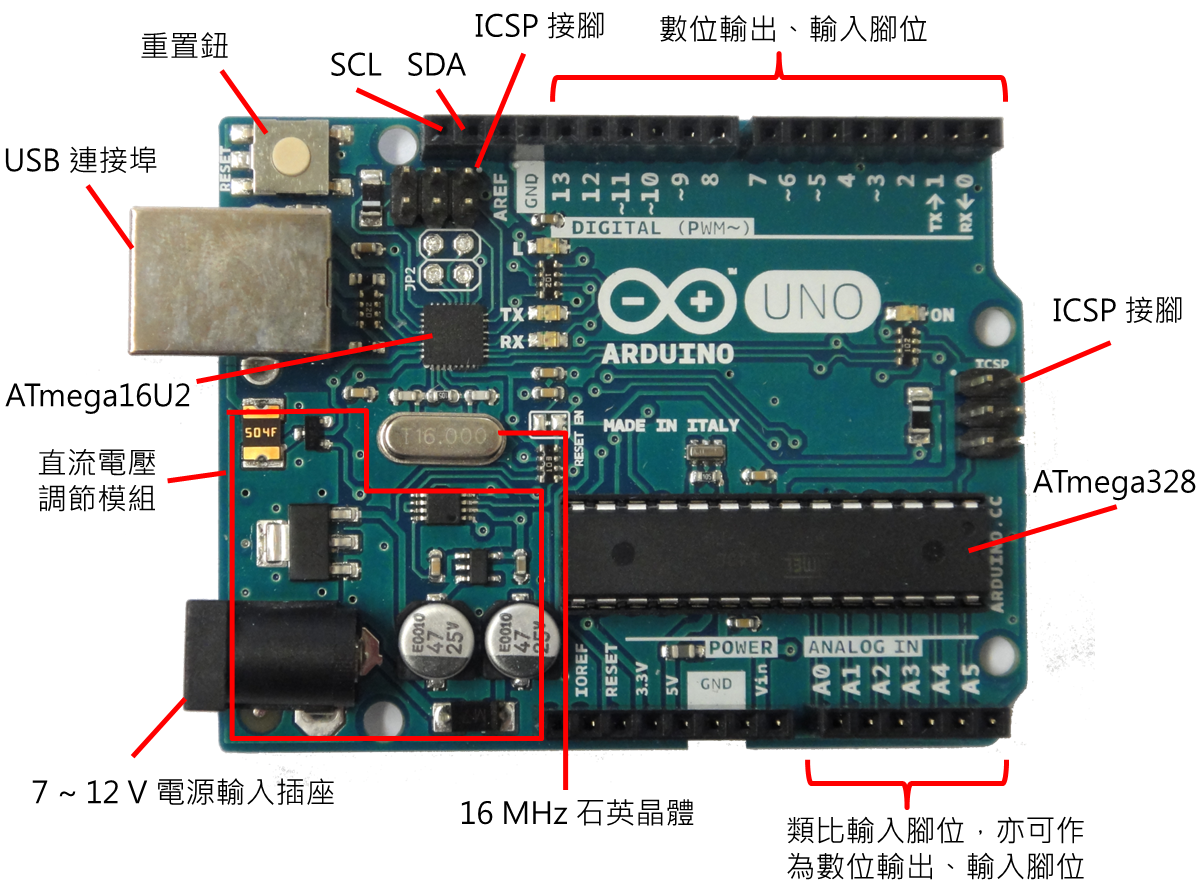 ICSP 接腳
數位輸出、輸入腳位
重置鈕
SCL SDA
USB 連接埠
RESET
AREF
GND
13
12
~11
~10
~9
8
7
~6
~5
4
~3
2
TX→1
RX←0
DIGITAL (PWM~)
L
JP2
TX
RX
ARDUINO
™
UNO
ON
ICSP 接腳
ICSP
ATmega16U2
504F
T16.000
RESET EN
MADE IN ITALY
直流電壓
調節模組
ATmega328
ARDUINO.CC
E0010
47
25V
E0010
47
25V
POWER
ANALOG IN
IOREF
RESET
3.3V
5V
GND
Vin
A0
A1
A2
A3
A4
A5
7 ~ 12 V 電源輸入插座
16 MHz 石英晶體
類比輸入腳位，亦可作
為數位輸出、輸入腳位